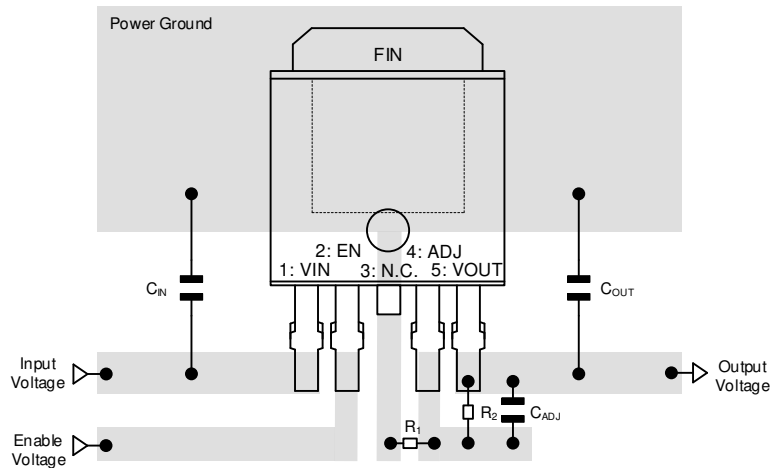 Power Ground
FIN
2: EN
4: ADJ
1: VIN
3: N.C.
5: VOUT
CIN
COUT
Input
Voltage
Output
Voltage
R2
CADJ
R1
Enable
Voltage